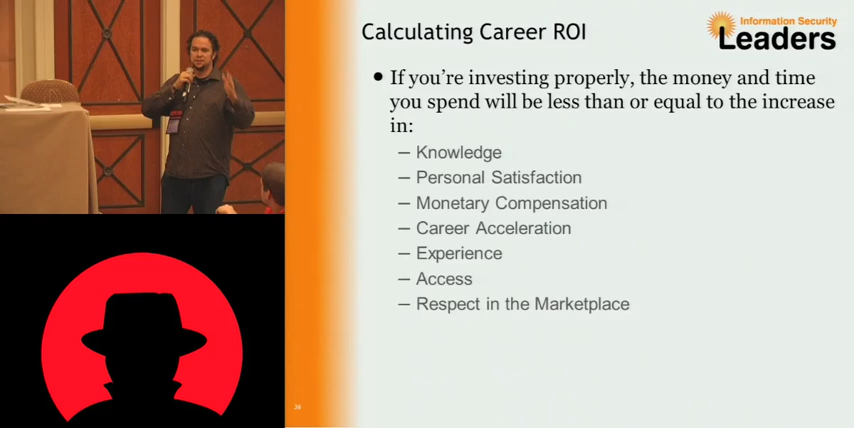 Calculating Career ROI
Information Security
Leaders
● If you're investing properly, the money and time
you spend will be less than or equal to the increase
in:
– Knowledge
– Personal Satisfaction
– Monetary Compensation
– Career Acceleration
– Experience
– Access
– Respect in the Marketplace